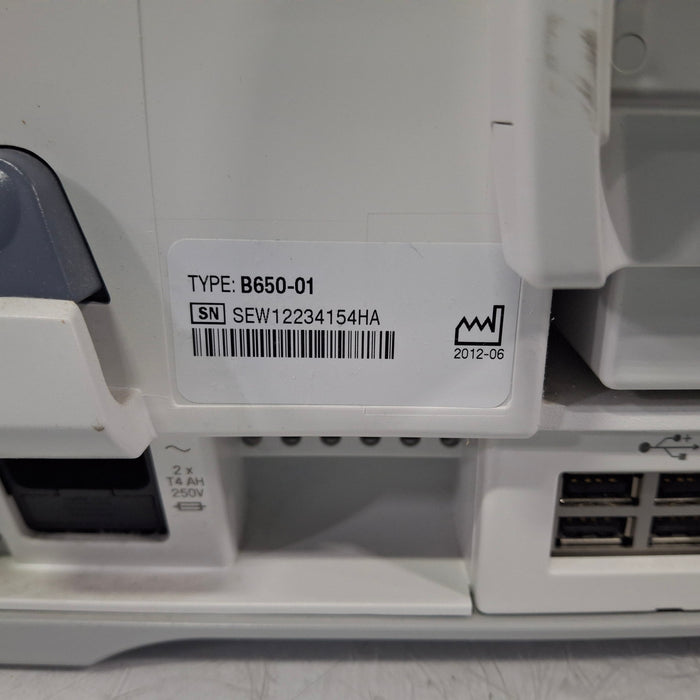 TYPE: B650-01
SN SEW12234154HA
2012-06
2 x
T4 AH
250V